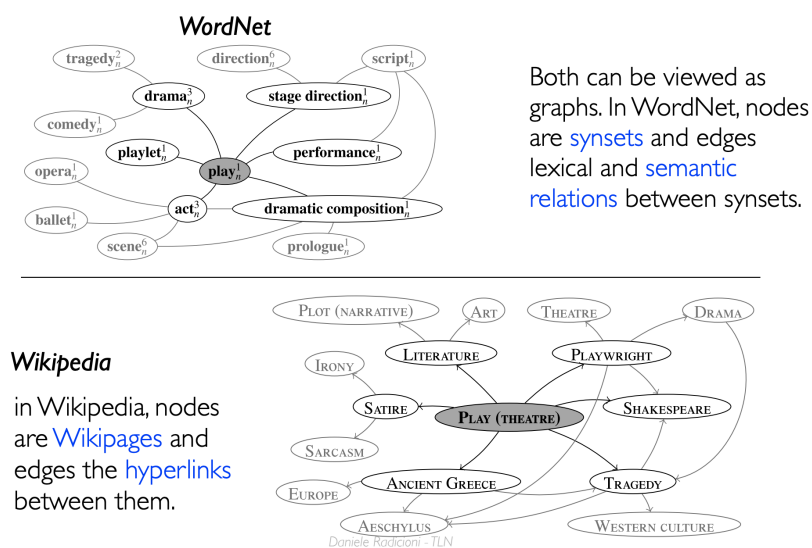 WordNet
tragedy²ₙ
direction⁶ₙ
script¹ₙ
drama³ₙ
stage direction¹ₙ
comedy¹ₙ
playlet¹ₙ
performance¹ₙ
opera¹ₙ
play¹ₙ
act³ₙ
dramatic composition¹ₙ
ballet¹ₙ
scene⁶ₙ
prologue¹ₙ
Both can be viewed as
graphs. In WordNet, nodes
are synsets and edges
lexical and semantic
relations between synsets.
Wikipedia
in Wikipedia, nodes
are Wikipages and
edges the hyperlinks
between them.
PLOT (NARRATIVE)
ART
THEATRE
DRAMA
LITERATURE
PLAYWRIGHT
IRONY
SATIRE
PLAY (THEATRE)
SHAKESPEARE
SARCASM
EUROPE
ANCIENT GREECE
TRAGEDY
AESCHYLUS
WESTERN CULTURE
Daniele Radicioni - TLN